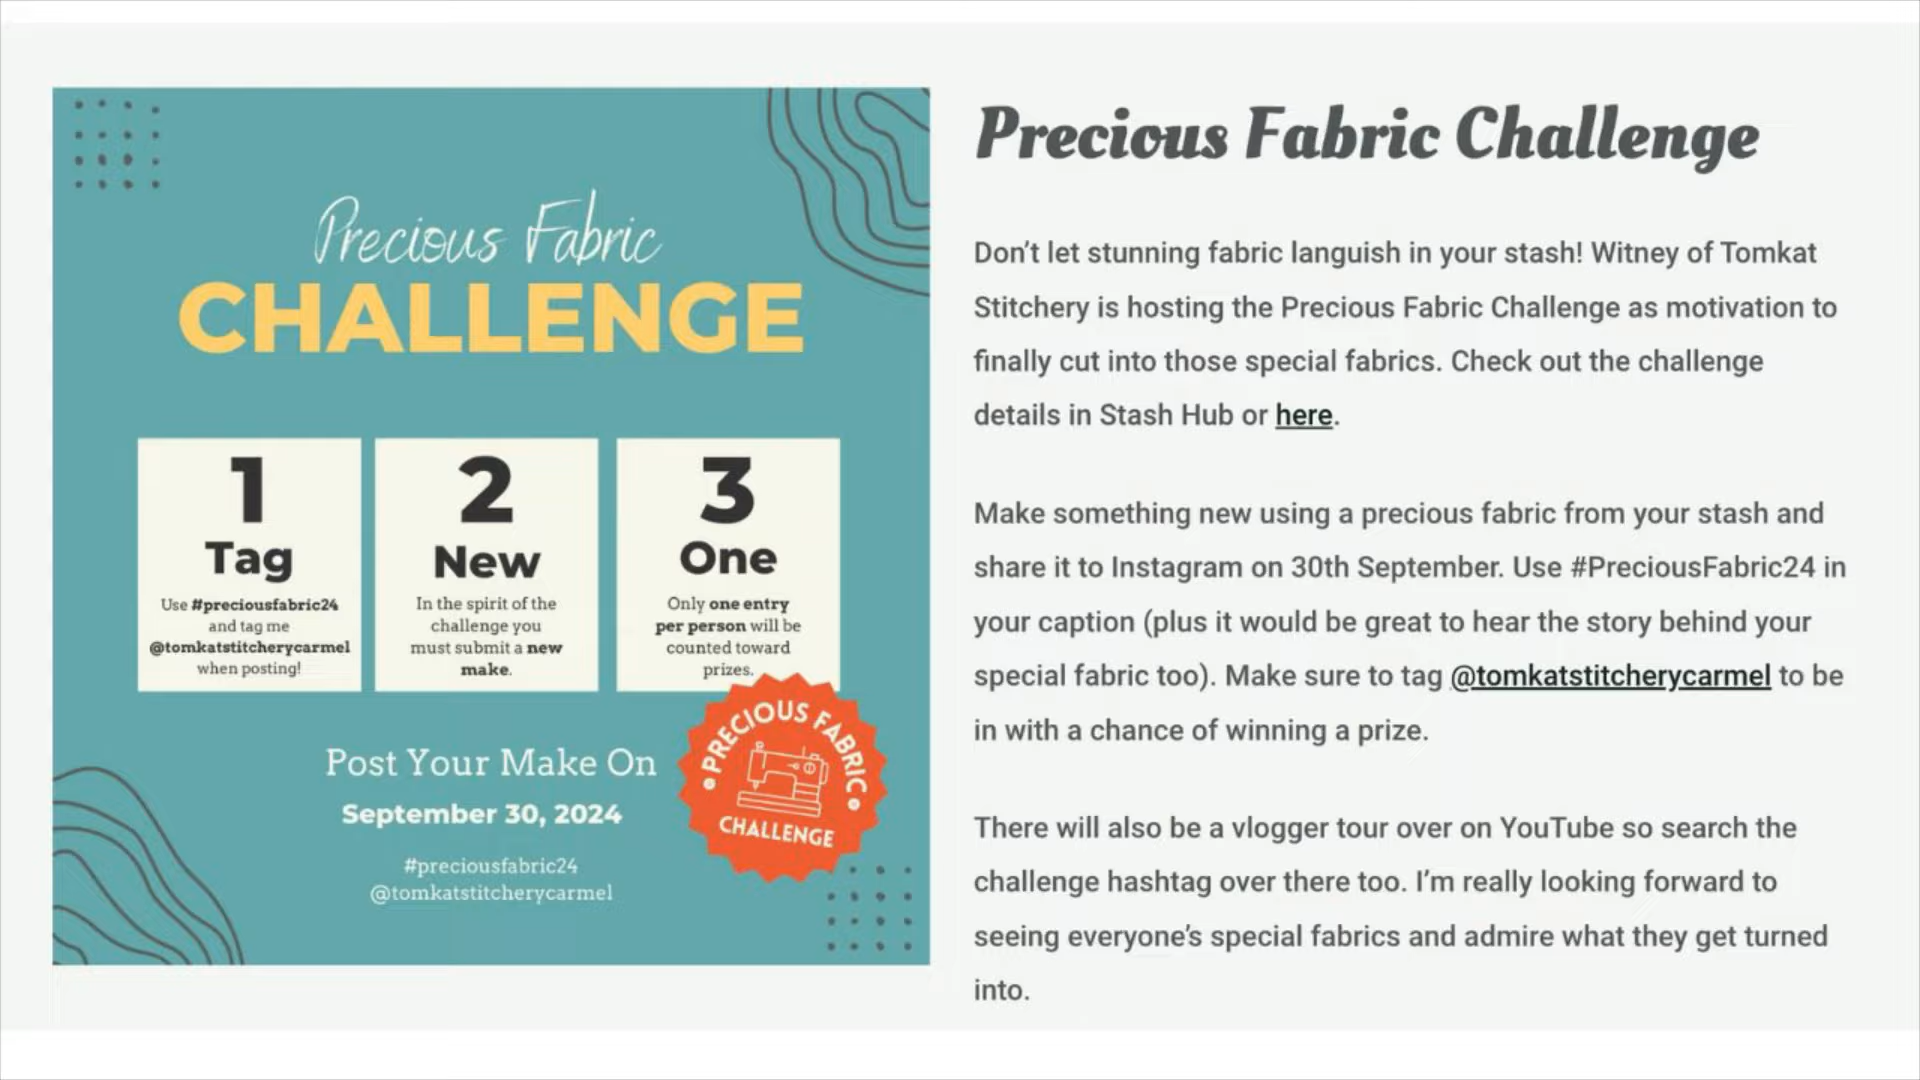 Precious Fabric
CHALLENGE
1
Tag
Use #preciousfabric24
and tag me
@tomkatstitcherycarmel
when posting!
2
New
In the spirit of the
challenge you
must submit a new
make.
3
One
Only one entry
per person will be
counted toward
prizes.
Post Your Make On
September 30, 2024
#preciousfabric24
@tomkatstitcherycarmel
PRECIOUS FABRIC
CHALLENGE
Precious Fabric Challenge
Don’t let stunning fabric languish in your stash! Witney of Tomkat
Stitchery is hosting the Precious Fabric Challenge as motivation to
finally cut into those special fabrics. Check out the challenge
details in Stash Hub or here.
Make something new using a precious fabric from your stash and
share it to Instagram on 30th September. Use #PreciousFabric24 in
your caption (plus it would be great to hear the story behind your
special fabric too). Make sure to tag @tomkatstitcherycarmel to be
in with a chance of winning a prize.
There will also be a vlogger tour over on YouTube so search the
challenge hashtag over there too. I’m really looking forward to
seeing everyone’s special fabrics and admire what they get turned
into.